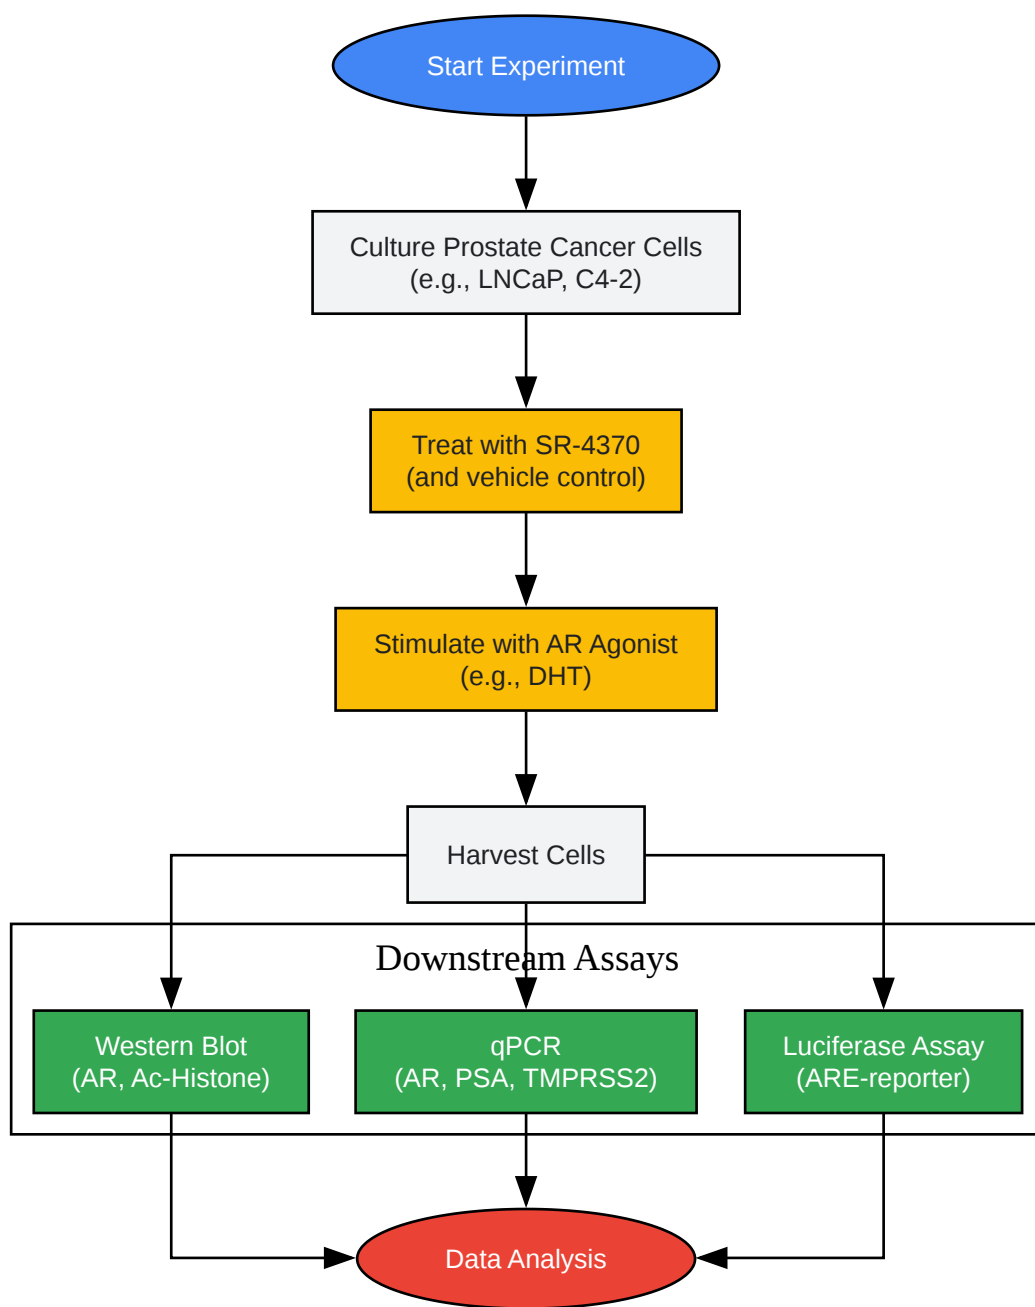 Start Experiment
Culture Prostate Cancer Cells
(e.g., LNCaP, C4-2)
Treat with SR-4370
(and vehicle control)
Stimulate with AR Agonist
(e.g., DHT)
Harvest Cells
Downstream Assays
Western Blot
(AR, Ac-Histone)
qPCR
(AR, PSA, TMPRSS2)
Luciferase Assay
(ARE-reporter)
Data Analysis